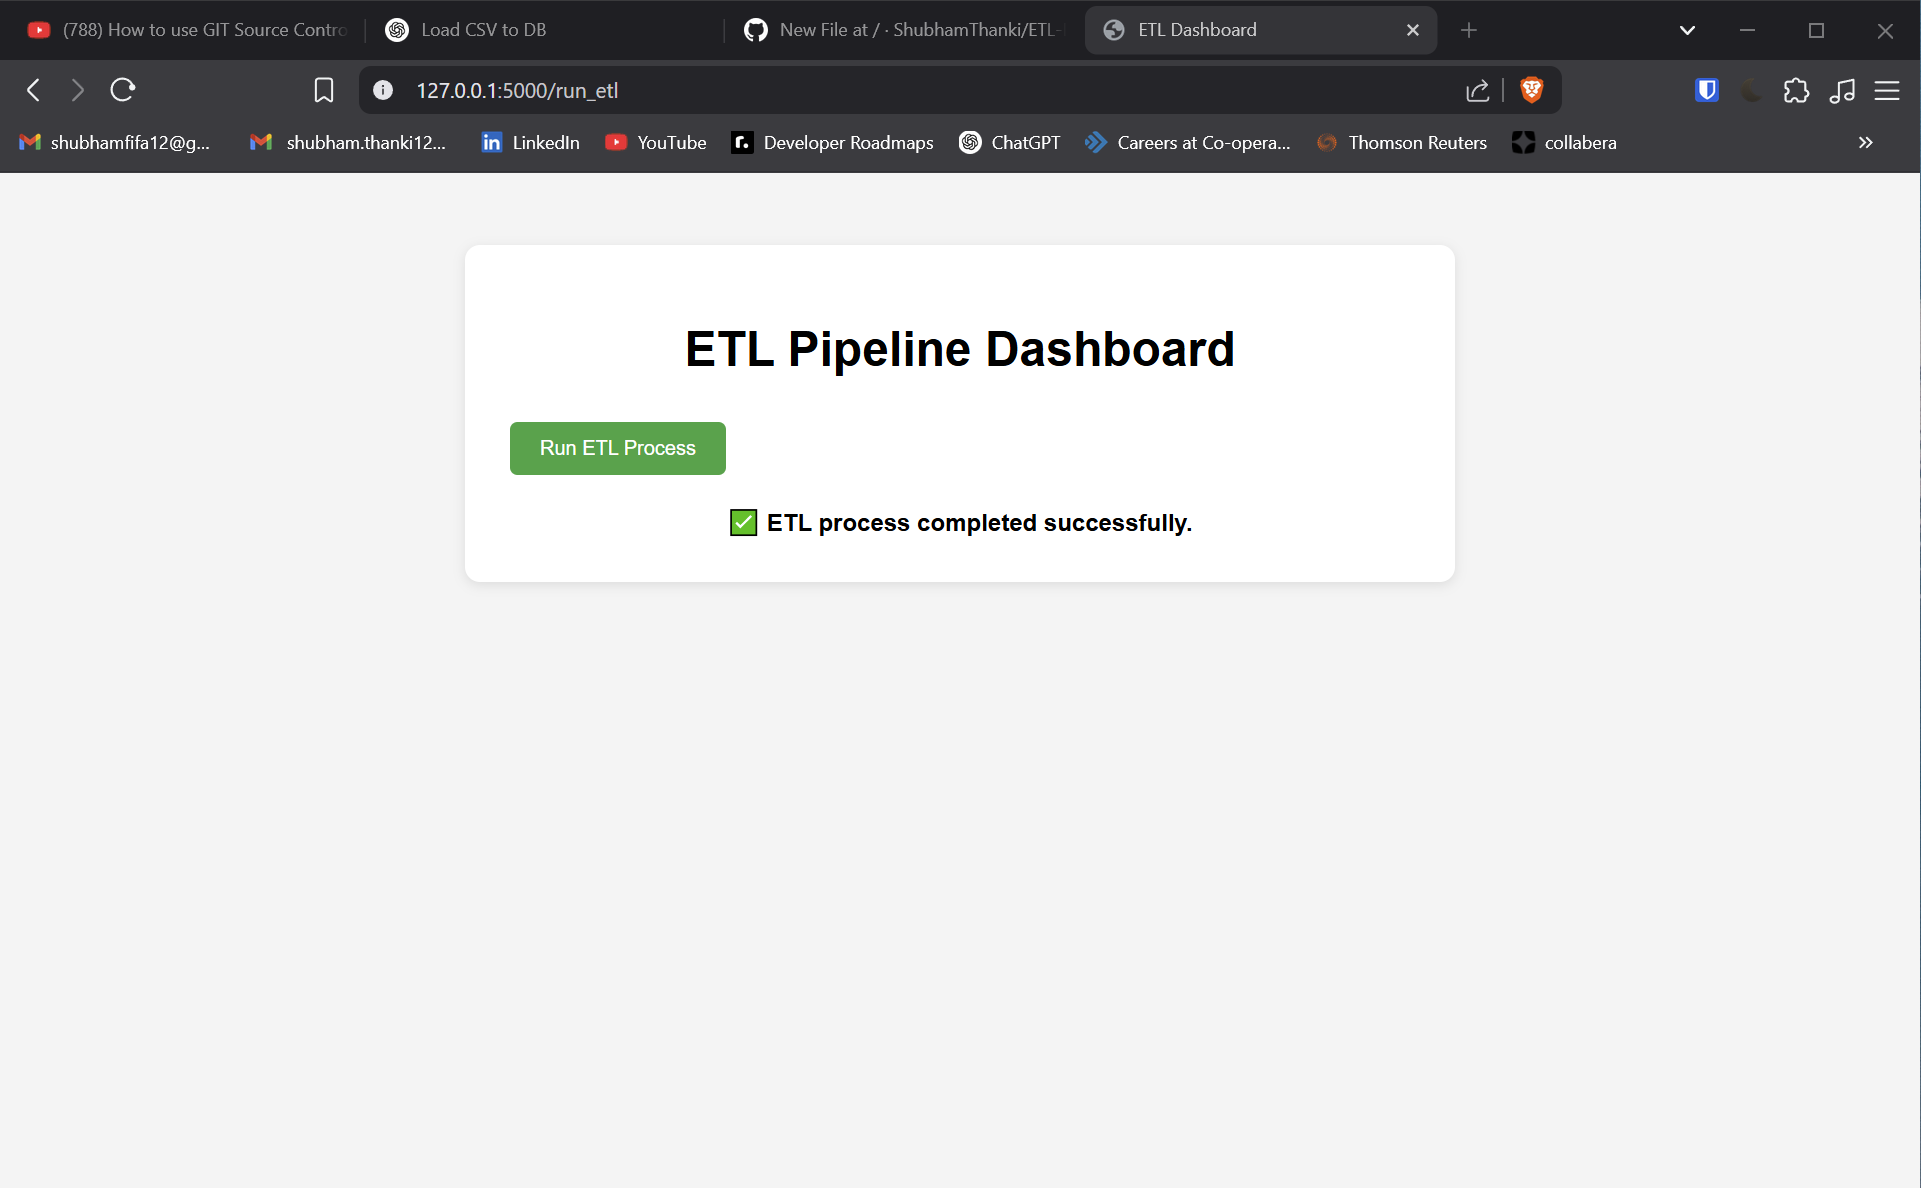 (788) How to use GIT Source Contro
Load CSV to DB
New File at / · ShubhamThanki/ETL-
ETL Dashboard
127.0.0.1:5000/run_etl
shubhamfifa12@g...
shubham.thanki12...
LinkedIn
YouTube
Developer Roadmaps
ChatGPT
Careers at Co-opera...
Thomson Reuters
collabera
ETL Pipeline Dashboard
Run ETL Process
✅ ETL process completed successfully.